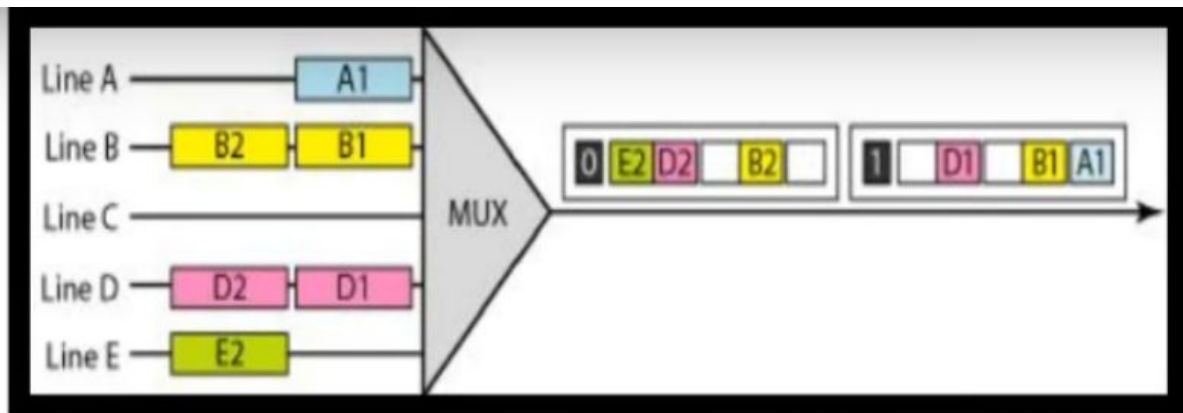 Line A A1
Line B B2 B1
0 E2 D2 B2 1 D1 B1 A1
Line C MUX
Line D D2 D1
Line E E2